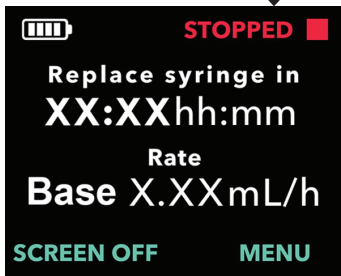 STOPPED
Replace syringe in
XX:XXhh:mm
Rate
Base X.XXmL/h
SCREEN OFF MENU